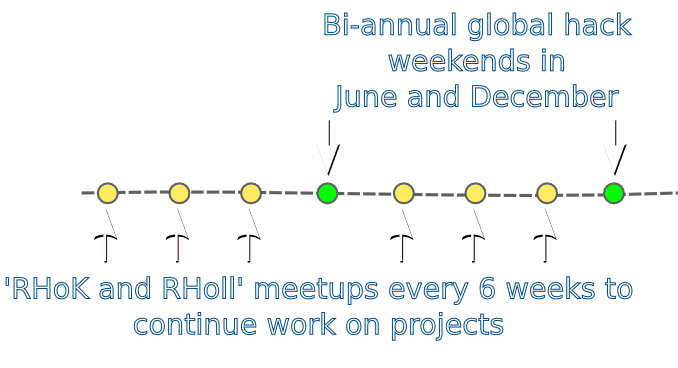 Bi-annual global hack
weekends in
June and December
'RHoK and RHoll' meetups every 6 weeks to
continue work on projects